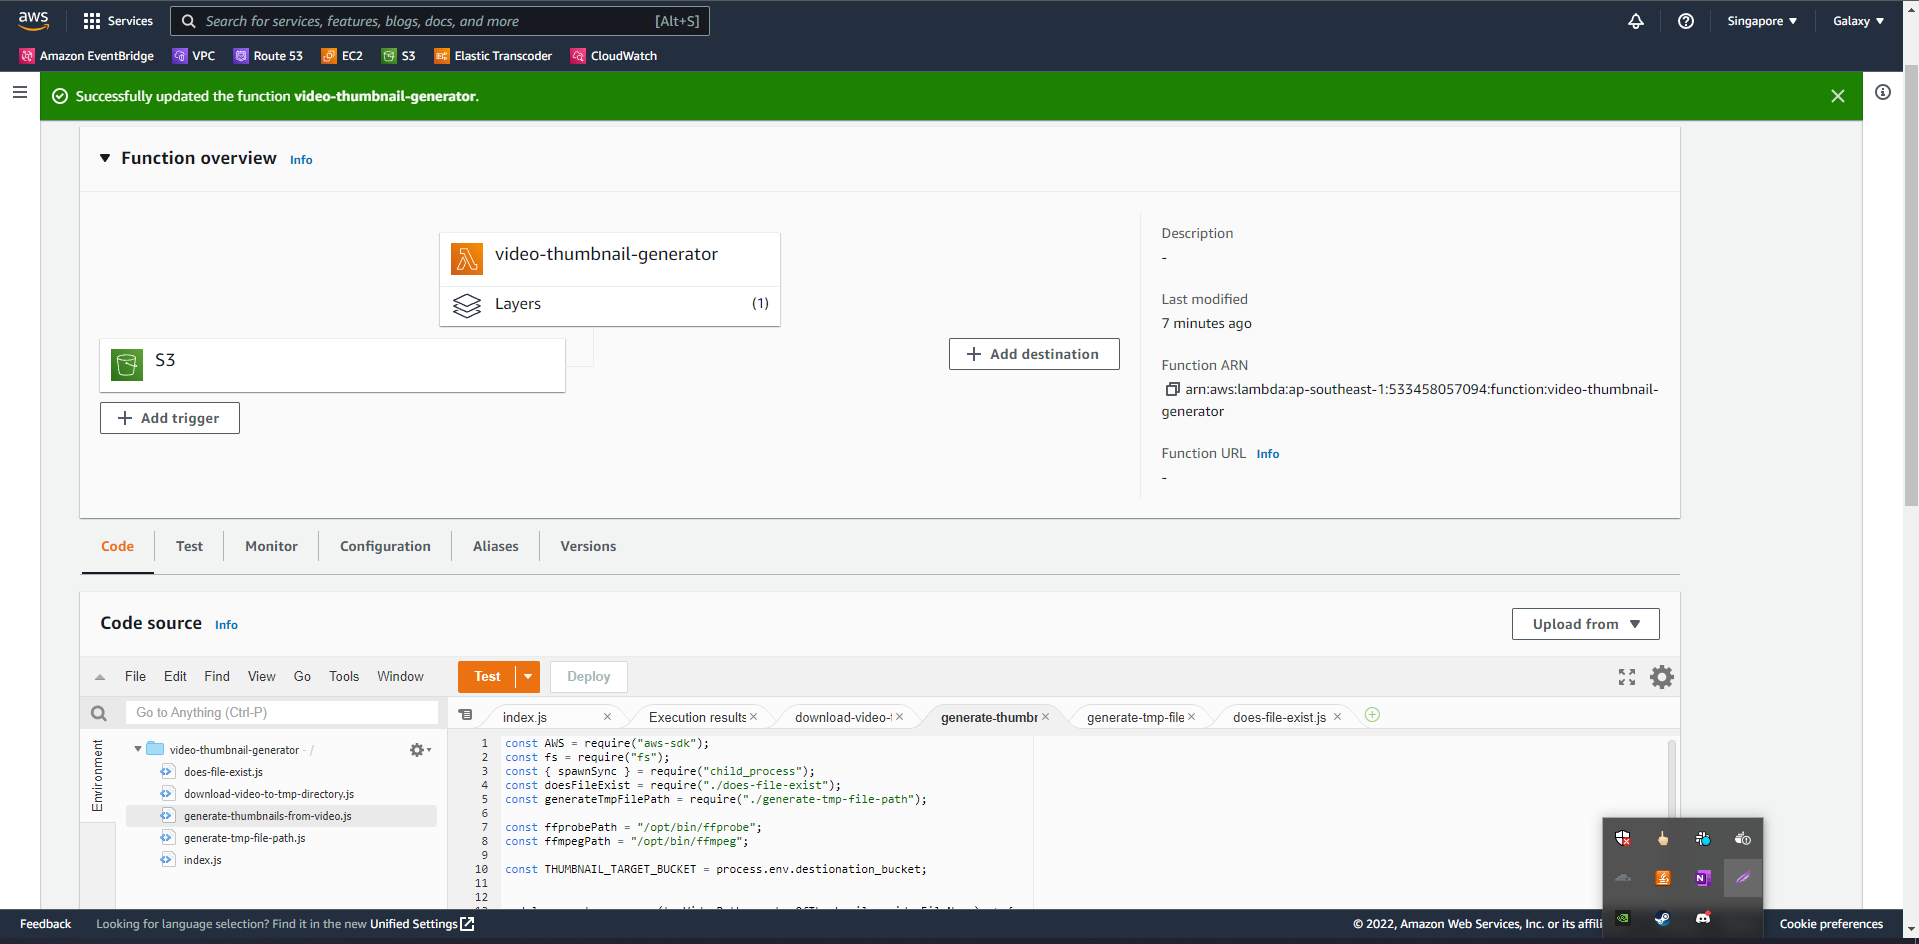 aws
Services
Search for services, features, blogs, docs, and more
[Alt+S]
Singapore
Galaxy
Amazon EventBridge
VPC
Route 53
EC2
S3
Elastic Transcoder
CloudWatch
Successfully updated the function video-thumbnail-generator.
Function overview
Info
video-thumbnail-generator
Layers
(1)
S3
Add trigger
Add destination
Description
-
Last modified
7 minutes ago
Function ARN
arn:aws:lambda:ap-southeast-1:533458057094:function:video-thumbnail-
generator
Function URL Info
-
Code
Test
Monitor
Configuration
Aliases
Versions
Code source
Info
Upload from
File
Edit
Find
View
Go
Tools
Window
Test
Deploy
Go to Anything (Ctrl-P)
index.js
Execution results
download-video-
generate-thumbr
generate-tmp-file
does-file-exist.js
Environment
video-thumbnail-generator - /
does-file-exist.js
download-video-to-tmp-directory.js
generate-thumbnails-from-video.js
generate-tmp-file-path.js
index.js
1 const AWS = require("aws-sdk");
2 const fs = require("fs");
3 const { spawnSync } = require("child_process");
4 const doesFileExist = require("./does-file-exist");
5 const generateTmpFilePath = require("./generate-tmp-file-path");
6
7 const ffprobePath = "/opt/bin/ffprobe";
8 const ffmpegPath = "/opt/bin/ffmpeg";
9
10 const THUMBNAIL_TARGET_BUCKET = process.env.destionation_bucket;
11
12
Feedback
Looking for language selection? Find it in the new Unified Settings
© 2022, Amazon Web Services, Inc. or its affili
Cookie preferences